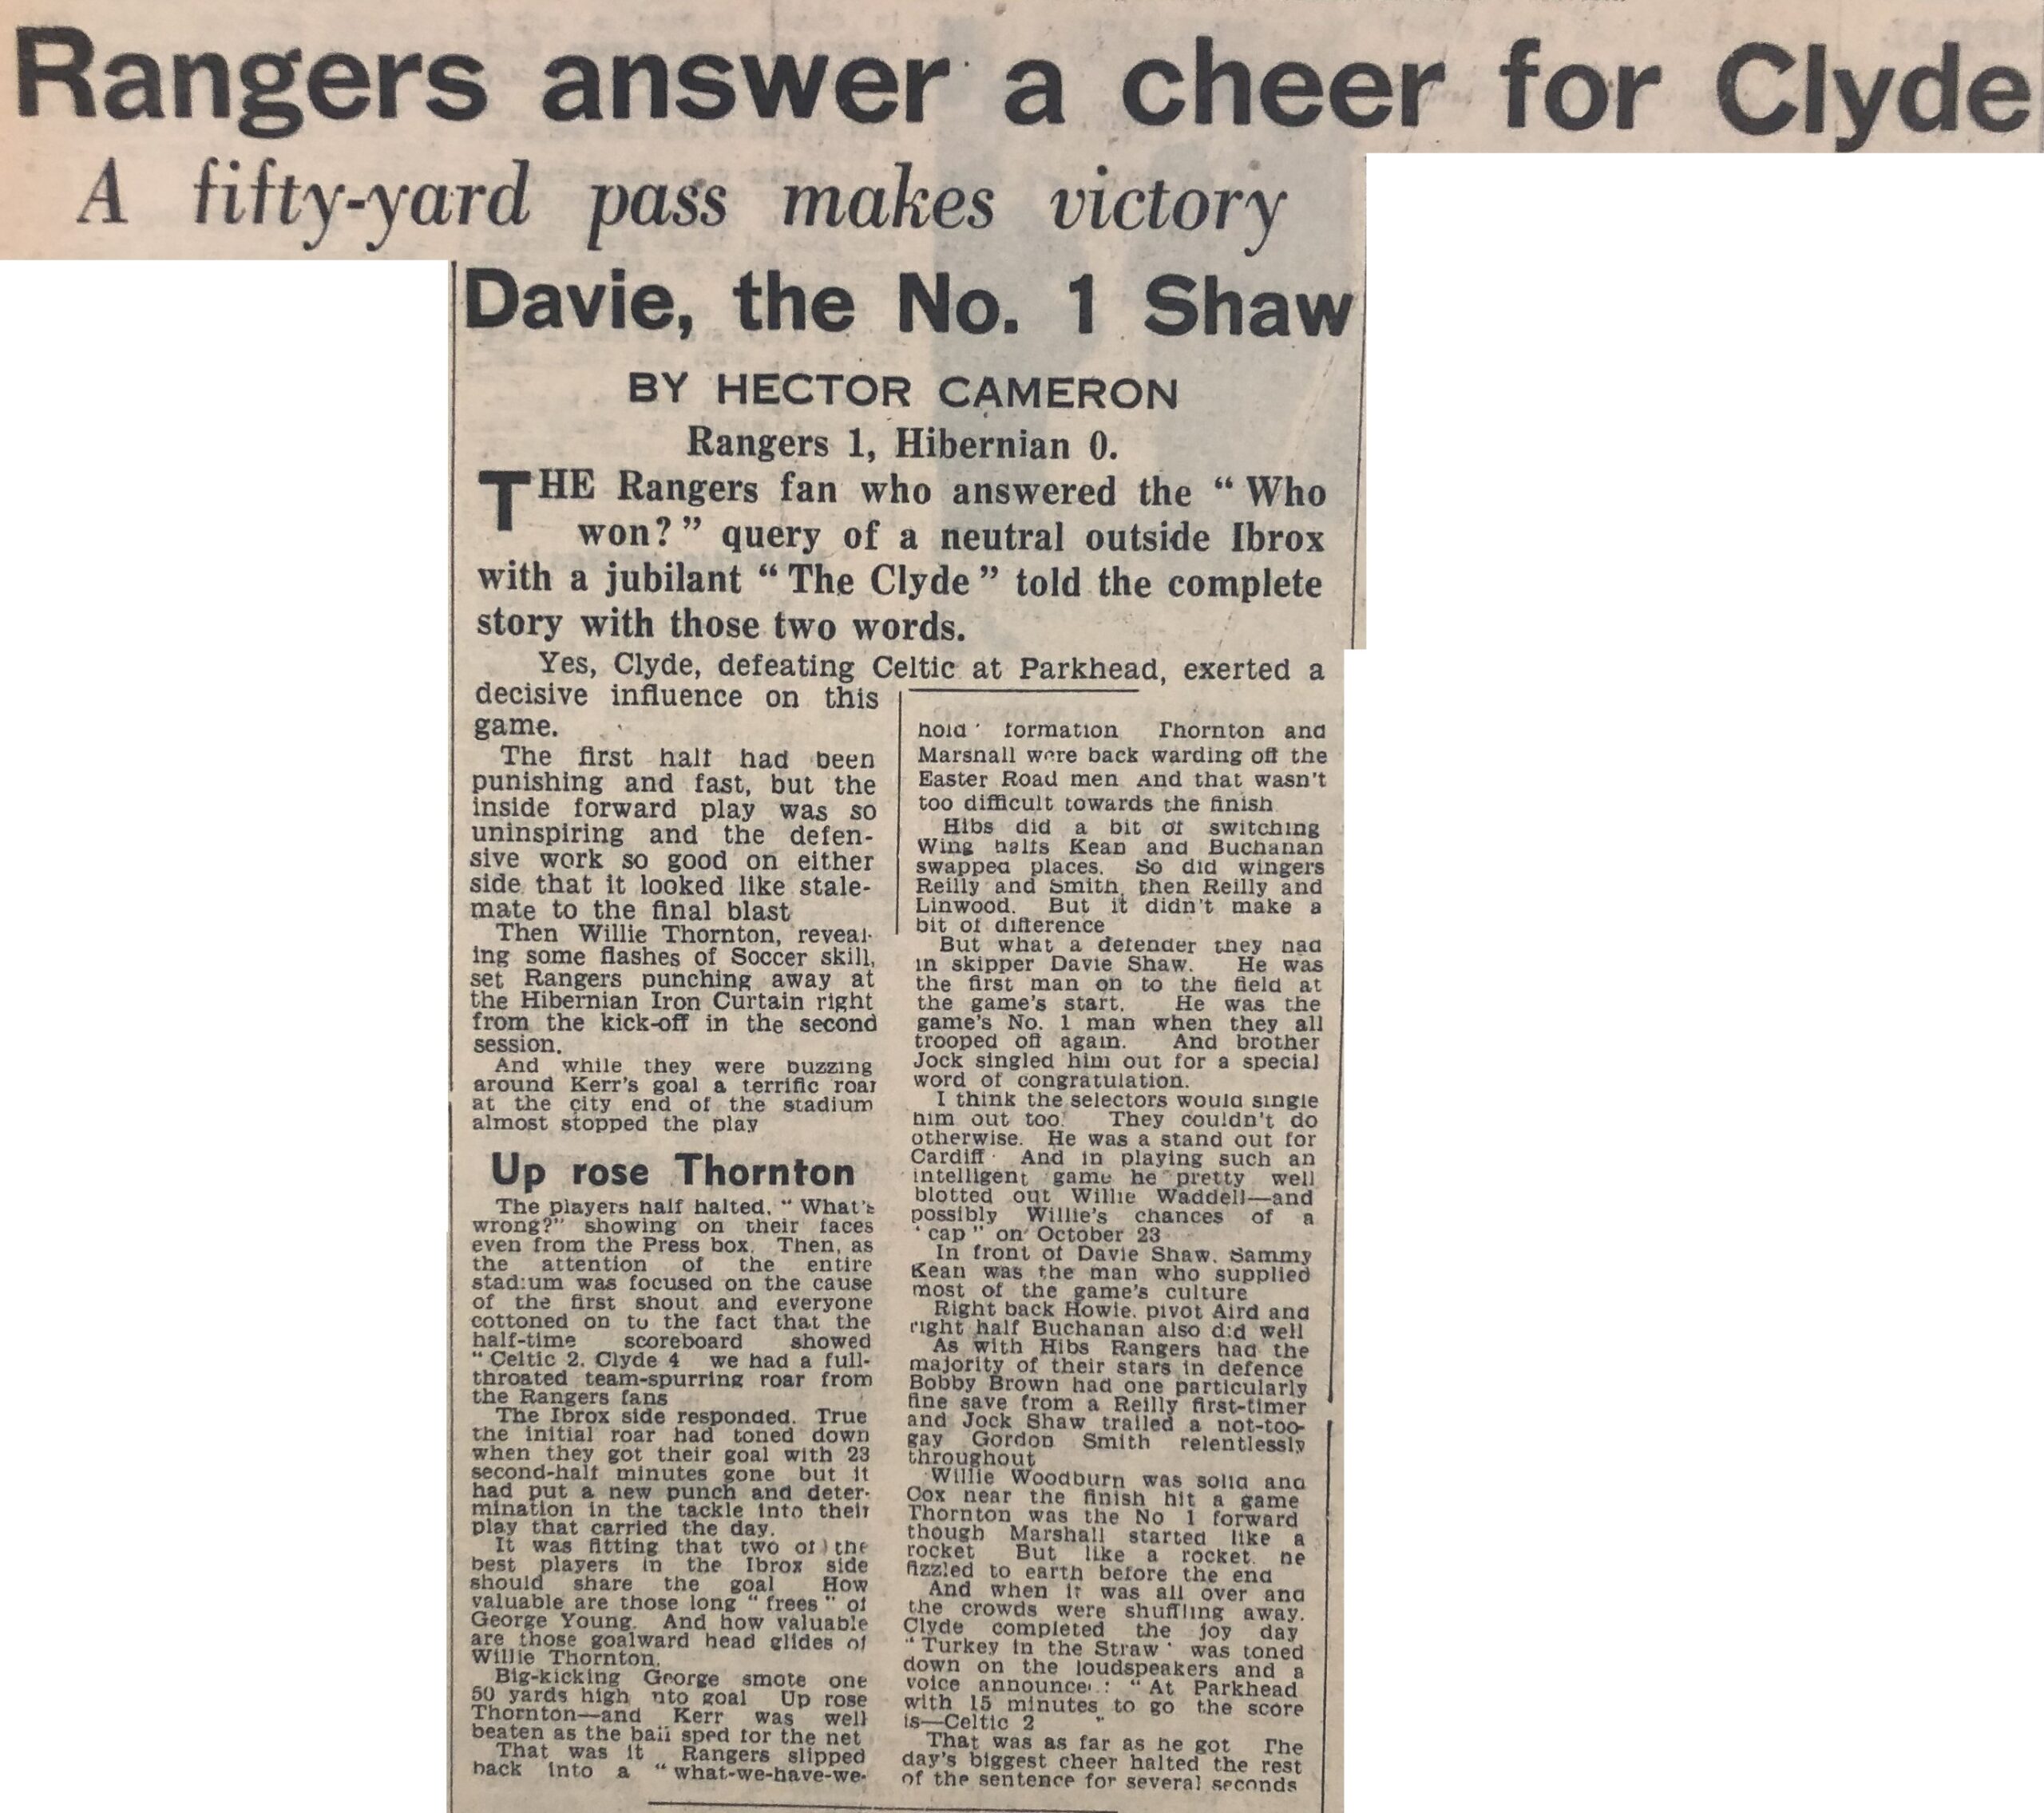 Rangers answer a cheer for Clyde
A fifty-yard pass makes victory
Davie, the No. 1 Shaw
BY HECTOR CAMERON
Rangers 1, Hibernian 0.
THE Rangers fan who answered the “ Who
won? ” query of a neutral outside Ibrox
with a jubilant “ The Clyde ” told the complete
story with those two words.
Yes, Clyde, defeating Celtic at Parkhead, exerted a
decisive influence on this
game.
The first half had been
punishing and fast, but the
inside forward play was so
uninspiring and the defen-
sive work so good on either
side that it looked like stale-
mate to the final blast
Then Willie Thornton, reveal-
ing some flashes of Soccer skill,
set Rangers punching away at
the Hibernian Iron Curtain right
from the kick-off in the second
session.
And while they were buzzing
around Kerr's goal a terrific roar
at the city end of the stadium
almost stopped the play
Up rose Thornton
The players half halted, “ What's
wrong?” showing on their faces
even from the Press box. Then, as
the attention of the entire
stadium was focused on the cause
of the first shout and everyone
cottoned on to the fact that the
half-time scoreboard showed
“ Celtic 2, Clyde 4 we had a full-
throated team-spurring roar from
the Rangers fans
The Ibrox side responded. True
the initial roar had toned down
when they got their goal with 23
second-half minutes gone but it
had put a new punch and deter-
mination in the tackle into their
play that carried the day.
It was fitting that two of the
best players in the Ibrox side
should share the goal How
valuable are those long “ frees ” of
George Young. And how valuable
are those goalward head glides of
Willie Thornton.
Big-kicking George smote one
50 yards high nto goal Up rose
Thornton—and Kerr was well
beaten as the ball sped for the net
That was it Rangers slipped
back into a “ what-we-have-we-
hold ' formation Thornton and
Marshall were back warding off the
Easter Road men And that wasn't
too difficult towards the finish
Hibs did a bit of switching
Wing halfs Kean and Buchanan
swapped places. So did wingers
Reilly and Smith, then Reilly and
Linwood. But it didn't make a
bit of difference
But what a defender they had
in skipper Davie Shaw. He was
the first man on to the field at
the game's start. He was the
game's No. 1 man when they all
trooped off again. And brother
Jock singled him out for a special
word of congratulation.
I think the selectors would single
him out too. They couldn't do
otherwise. He was a stand out for
Cardiff And in playing such an
intelligent game he pretty well
blotted out Willie Waddell—and
possibly Willie's chances of a
‘ cap ” on October 23
In front of Davie Shaw, Sammy
Kean was the man who supplied
most of the game's culture
Right back Howie, pivot Aird and
right half Buchanan also did well
As with Hibs Rangers had the
majority of their stars in defence
Bobby Brown had one particularly
fine save from a Reilly first-timer
and Jock Shaw trailed a not-too-
gay Gordon Smith relentlessly
throughout
Willie Woodburn was solid and
Cox near the finish hit a game
Thornton was the No 1 forward
though Marshall started like a
rocket But like a rocket, he
fizzled to earth before the end
And when it was all over and
the crowds were shuffling away.
Clyde completed the joy day
“ Turkey in the Straw ' was toned
down on the loudspeakers and a
voice announce : “ At Parkhead
with 15 minutes to go the score
is—Celtic 2 ”
That was as far as he got The
day's biggest cheer halted the rest
of the sentence for several seconds